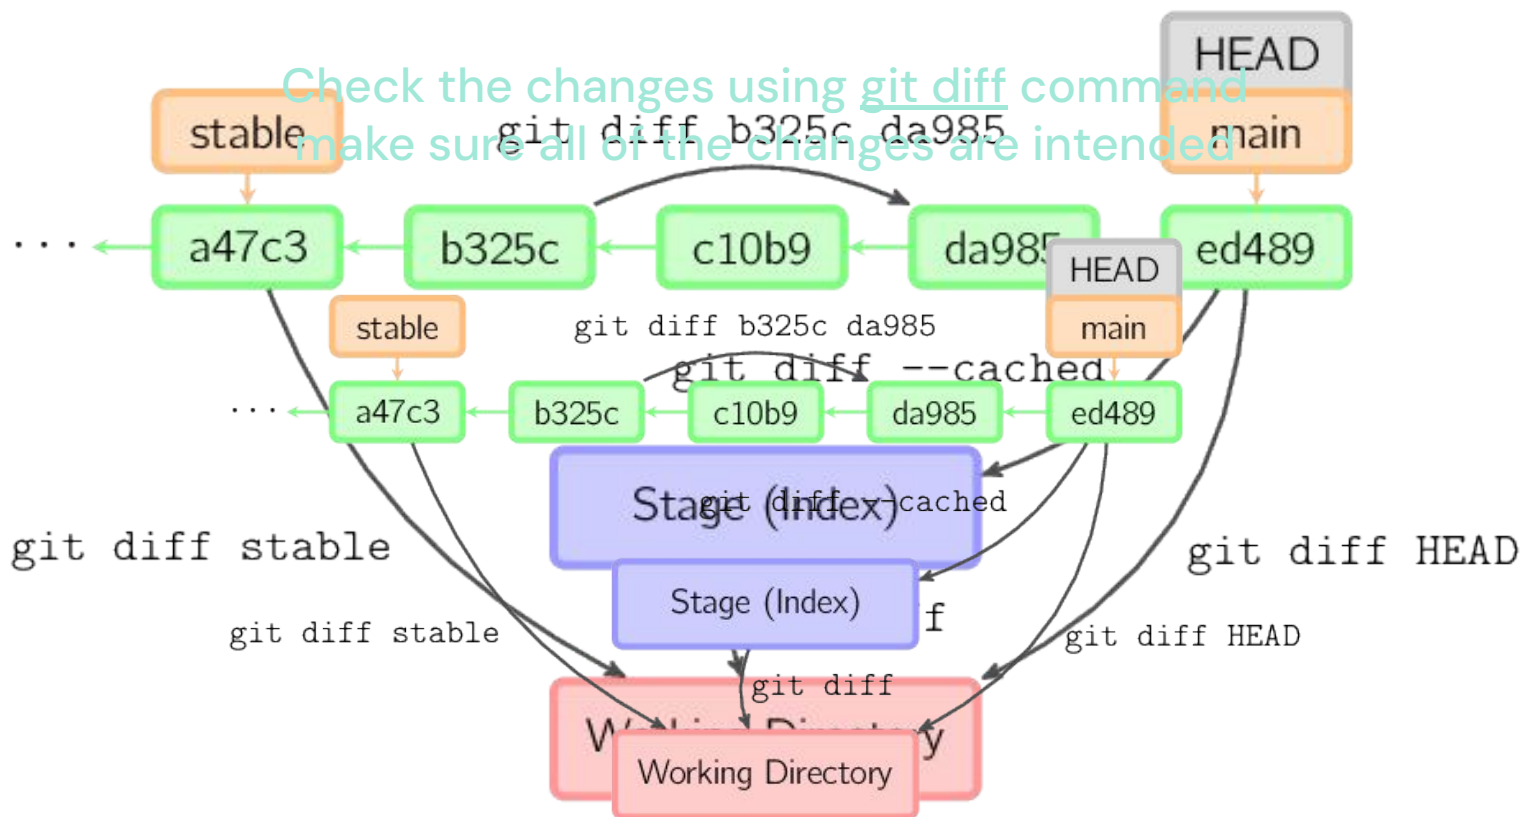 HEAD
Check the changes using git diff command
stable
git diff b325c da985
main
make sure all of the changes are intended
... a47c3 b325c c10b9 da985 ed489
HEAD
stable
git diff b325c da985
main
git diff --cached
... a47c3 b325c c10b9 da985 ed489
Stage (Index)
git diff --cached
git diff stable
git diff HEAD
Stage (Index)
f
git diff stable
git diff HEAD
git diff
Working Directory
Working Directory